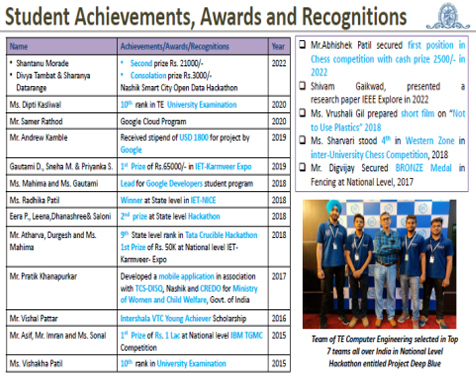 Student Achievements, Awards and Recognitions
Name Achievements/Awards/Recognitions Year
• Shantanu Morade • Second prize Rs. 21000/- 2022
• Divya Tambat & Sharanya • Consolation prize Rs.3000/-
Datarange Nashik Smart City Open Data Hackathon
Ms. Dipti Kasliwal 10th rank in TE University Examination 2020
Mr. Samer Rathod Google Cloud Program 2020
Mr. Andrew Kamble Received stipend of USD 1800 for project by 2019
Google
Gautami D., Sneha M. & Priyanka S. 1st Prize of Rs.65000/- in IET-Karmveer Expo 2019
Ms. Mahima and Ms. Gautami Lead for Google Developers student program 2018
Ms. Radhika Patil Winner at State level in IET-NICE 2018
Eera P., Leena,Dhanashree& Saloni 2nd prize at State level Hackathon 2018
Mr. Atharva, Durgesh and Ms. 9th State level rank in Tata Crucible Hackathon 2018
Mahima 1st Prize of Rs. 50K at National level IET-
Karmveer- Expo
Mr. Pratik Khanapurkar Developed a mobile application in association 2017
with TCS-DISQ, Nashik and CREDO for Ministry
of Women and Child Welfare, Govt. of India
Mr. Vishal Pattar Intershala VTC Young Achiever Scholarship 2016
Mr. Asif, Mr. Imran and Ms. Sonal 1st Prize of Rs. 1 Lac at National level IBM TGMC 2015
Competition
Ms. Vishakha Patil 10th rank in University Examination 2015
❑ Mr.Abhishek Patil secured first position in
Chess competition with cash prize 2500/- in
2022
❑ Shivam Gaikwad, presented a
research paper IEEE Explore in 2022
❑ Ms. Vrushali Gil prepared short film on "Not
to Use Plastics" 2018
❑ Ms. Sharvari stood 4th in Western Zone in
inter-University Chess Competition, 2018
❑ Mr. Digvijay Secured BRONZE Medal in
Fencing at National Level, 2017
Team of TE Computer Engineering selected in Top
7 teams all over India in National Level
Hackathon entitled Project Deep Blue